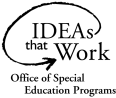 IDEAs
that Work
Office of Special
Education Programs